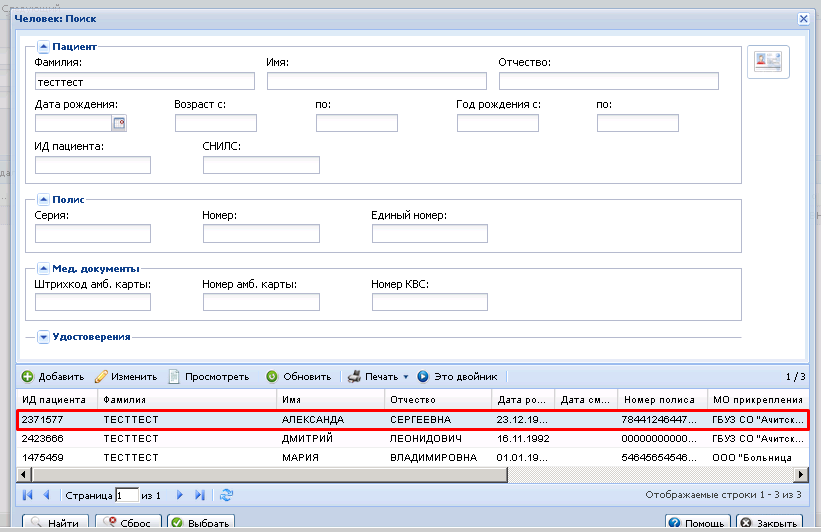 Человек: Поиск
Пациент
Фамилия: Имя: Отчество:
тесттест
Дата рождения: Возраст с: по: Год рождения с: по:
ИД пациента: СНИЛС:
Полис
Серия: Номер: Единый номер:
Мед. документы
Штрихкод амб. карты: Номер амб. карты: Номер КВС:
Удостоверения
Добавить Изменить Просмотреть Обновить Печать Это двойник 1 / 3
ИД пациента Фамилия Имя Отчество Дата ро... Дата см... Номер полиса МО прикрепления
2371577 ТЕСТТЕСТ АЛЕКСАНДА СЕРГЕЕВНА 23.12.19... 78441246447... ГБУЗ СО "Ачитск...
2423666 ТЕСТТЕСТ ДМИТРИЙ ЛЕОНИДОВИЧ 16.11.1992 00000000000... ГБУЗ СО "Ачитск...
1475459 ТЕСТТЕСТ МАРИЯ ВЛАДИМИРОВНА 01.01.19... 54645654546... ООО "Больница
Страница 1 из 1 Отображаемые строки 1 - 3 из 3
Найти Сброс Выбрать Помощь Закрыть